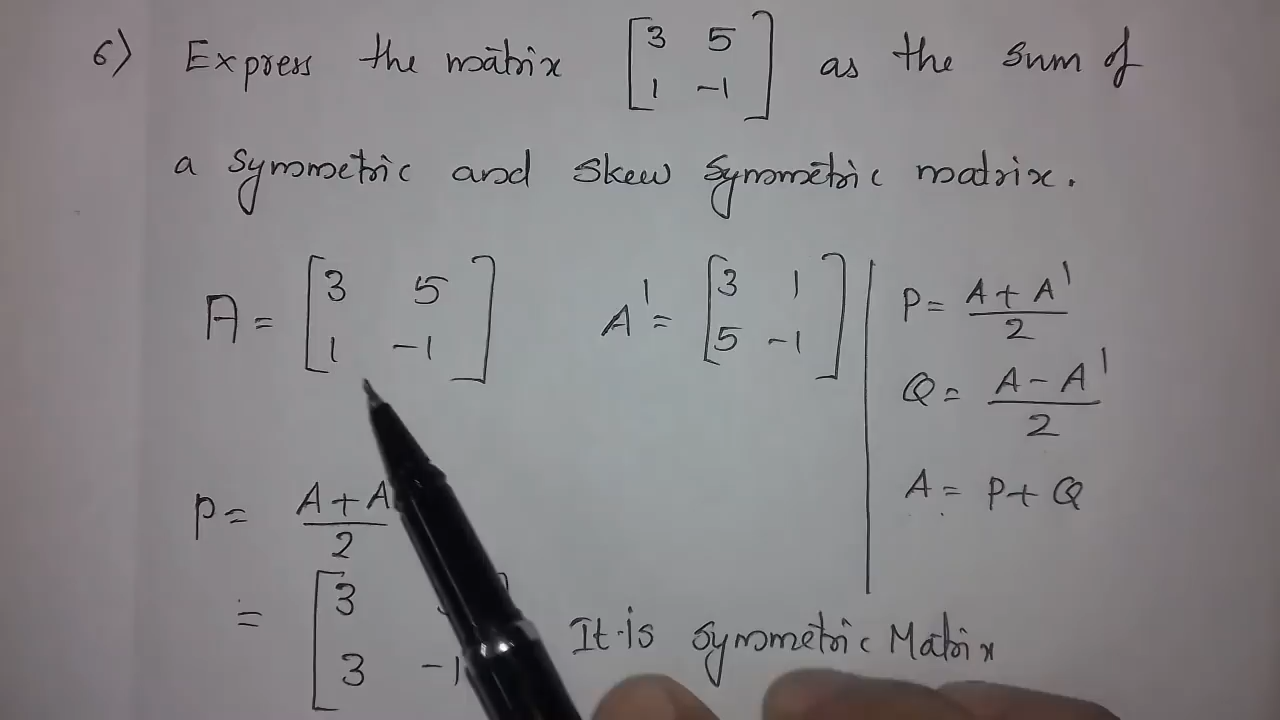 6) Express the matrix [3 5
1 -1] as the sum of
a symmetric and skew symmetric matrix.
A = [3 5
1 -1]
A' = [3 1
5 -1]
P = A + A' / 2
Q = A - A' / 2
A = P + Q
P = A + A / 2
= [3
3 -1
It is symmetric Matrix